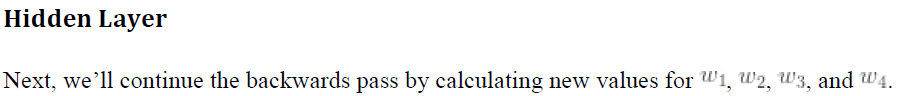 Hidden Layer
Next, we’ll continue the backwards pass by calculating new values for w₁, w₂, w₃, and w₄.